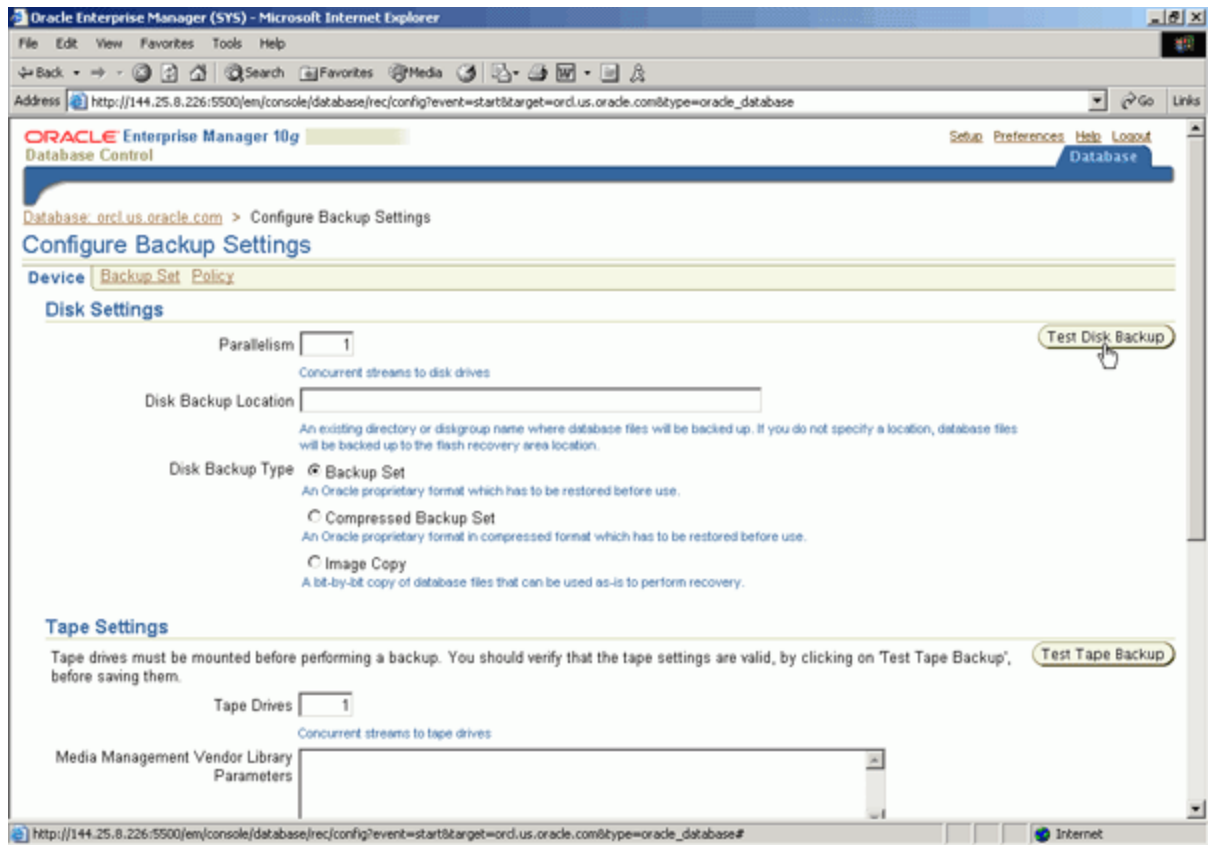 Oracle Enterprise Manager (SYS) - Microsoft Internet Explorer
File Edit View Favorites Tools Help
Back Search Favorites Media
Address http://144.25.8.226:5500/em/console/database/rec/config?event=start&target=orcl.us.oracle.com&type=oracle_database Go Links
ORACLE Enterprise Manager 10g
Setup Preferences Help Logout
Database Control
Database
Database: orcl.us.oracle.com > Configure Backup Settings
Configure Backup Settings
Device Backup Set Policy
Disk Settings
Parallelism 1
Test Disk Backup
Concurrent streams to disk drives
Disk Backup Location
An existing directory or diskgroup name where database files will be backed up. If you do not specify a location, database files
will be backed up to the flash recovery area location.
Disk Backup Type Backup Set
An Oracle proprietary format which has to be restored before use.
Compressed Backup Set
An Oracle proprietary format in compressed format which has to be restored before use.
Image Copy
A bit-by-bit copy of database files that can be used as-is to perform recovery.
Tape Settings
Tape drives must be mounted before performing a backup. You should verify that the tape settings are valid, by clicking on 'Test Tape Backup',
before saving them.
Test Tape Backup
Tape Drives 1
Concurrent streams to tape drives
Media Management Vendor Library
Parameters
http://144.25.8.226:5500/em/console/database/rec/config?event=start&target=orcl.us.oracle.com&type=oracle_database# Internet